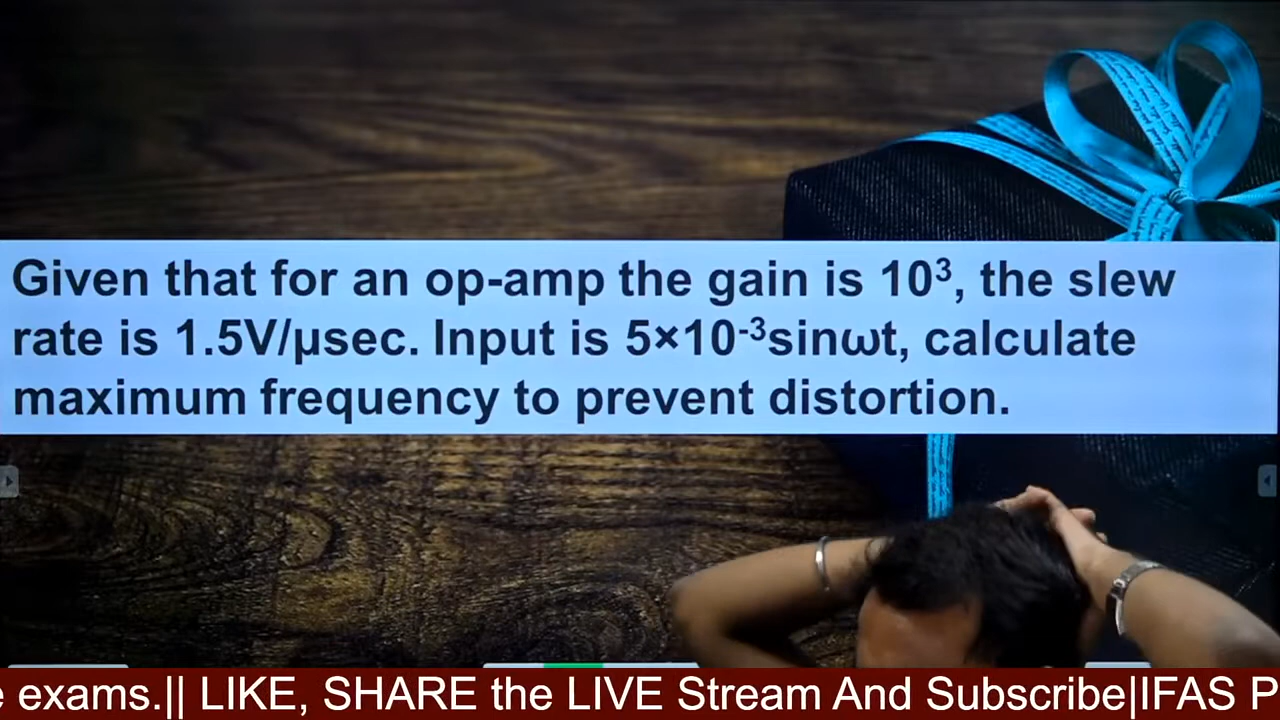 Given that for an op-amp the gain is 10³, the slew
rate is 1.5V/μsec. Input is 5×10⁻³sinωt, calculate
maximum frequency to prevent distortion.
exams.|| LIKE, SHARE the LIVE Stream And Subscribe|IFAS P